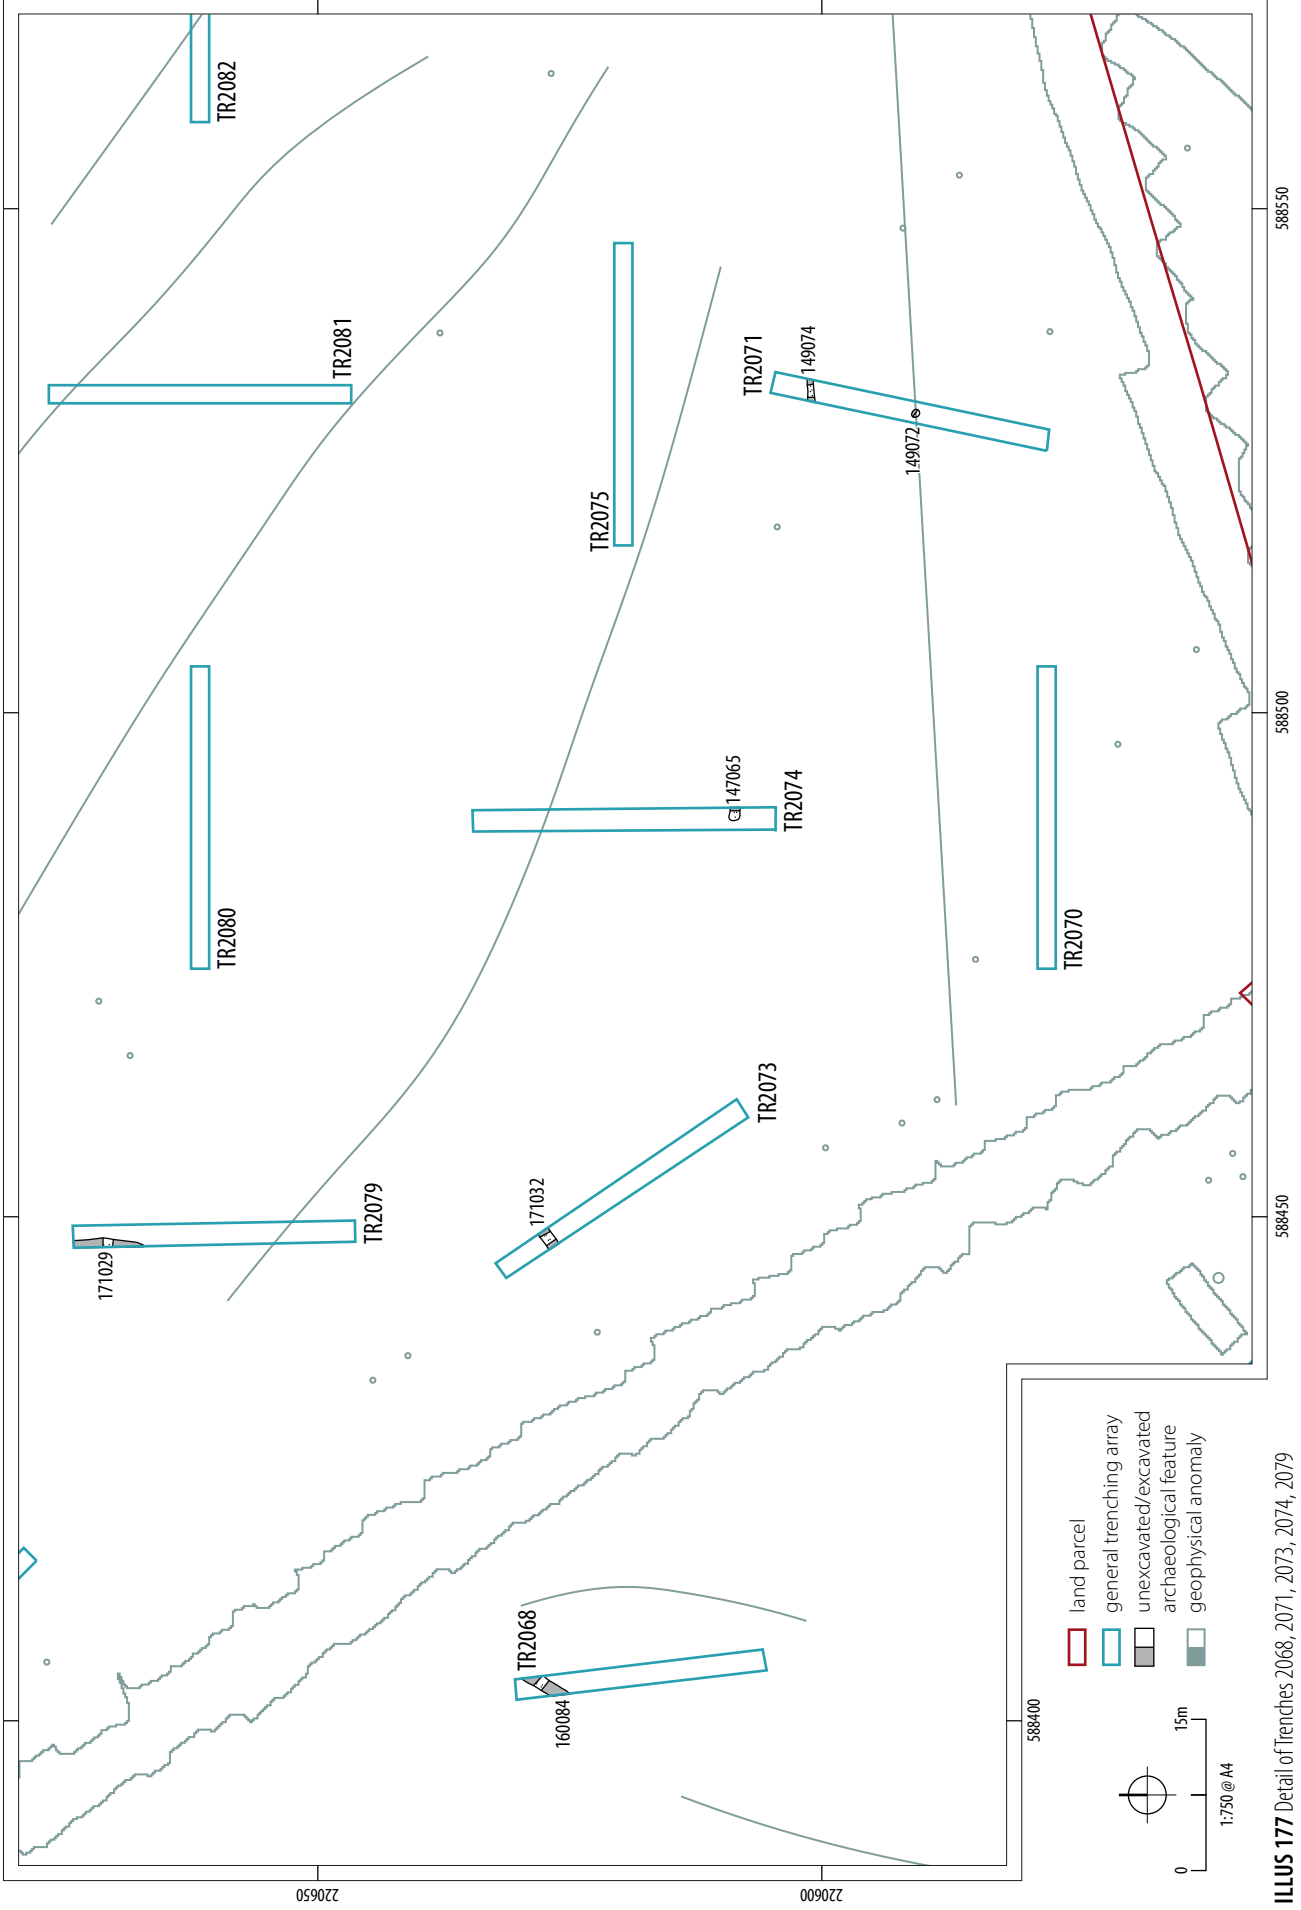 TR2082
TR2081
TR2071
149074
149072
TR2075
TR2080
147065
TR2074
TR2070
TR2079
171029
171032
TR2073
TR2068
160084
588550
588500
588450
588400
220650
220600
land parcel
general trenching array
unexcavated/excavated
archaeological feature
geophysical anomaly
0
15m
1:750 @ A4
ILLUS 177 Detail of Trenches 2068, 2071, 2073, 2074, 2079